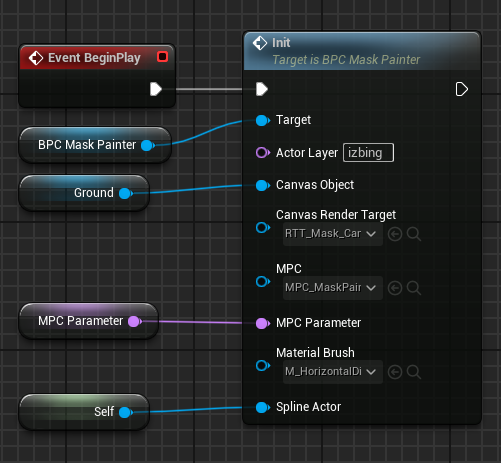 Event BeginPlay
Init
Target is BPC Mask Painter
BPC Mask Painter
Target
Actor Layer izbing
Ground
Canvas Object
Canvas Render Target
RTT_Mask_Car
MPC
MPC_MaskPair
MPC Parameter
MPC Parameter
Material Brush
M_HorizontalDi
Self
Spline Actor